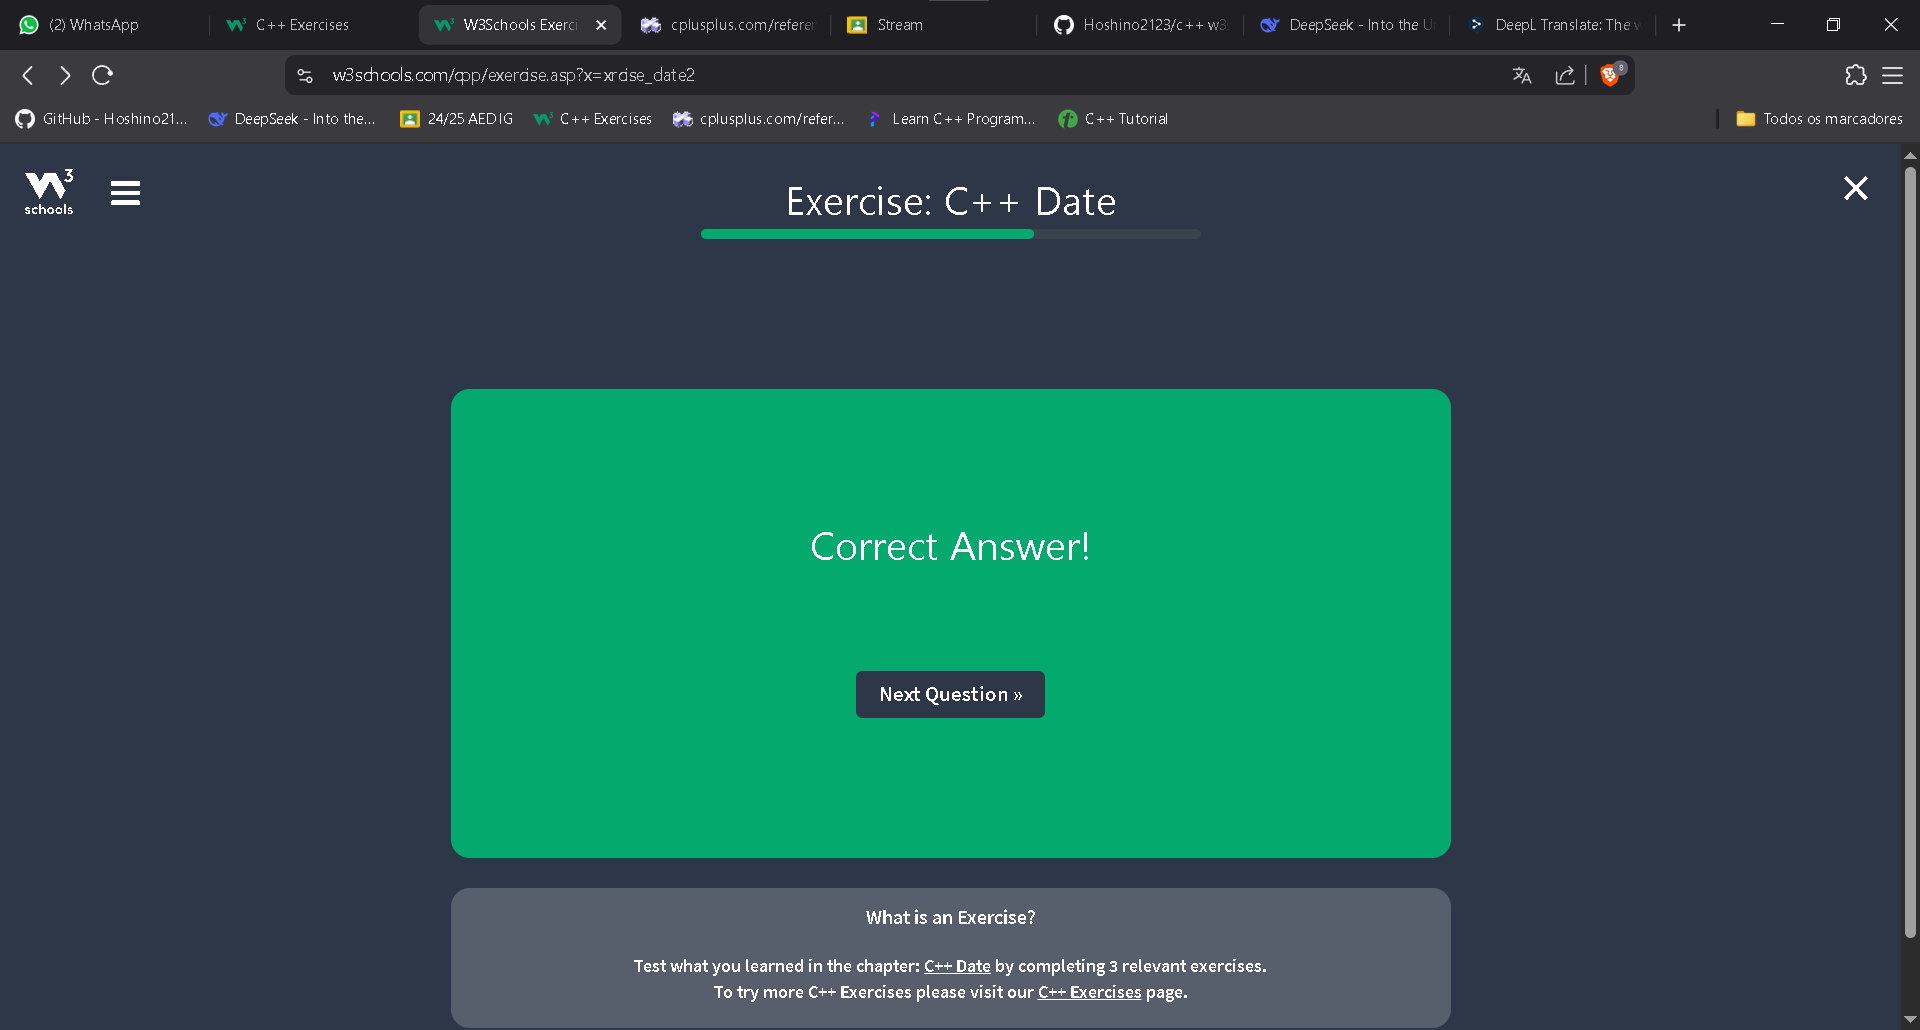 (2) WhatsApp
C++ Exercises
W3Schools Exerci
cplusplus.com/referer
Stream
Hoshino2123/c++ w3s
DeepSeek - Into the U
DeepL Translate: The w
w3schools.com/cpp/exercise.asp?x=xrcise_date2
GitHub - Hoshino21...
DeepSeek - Into the...
24/25 AEDIG
C++ Exercises
cplusplus.com/refer...
Learn C++ Program...
C++ Tutorial
Todos os marcadores
W3
schools
Exercise: C++ Date
Correct Answer!
Next Question »
What is an Exercise?
Test what you learned in the chapter: C++ Date by completing 3 relevant exercises.
To try more C++ Exercises please visit our C++ Exercises page.